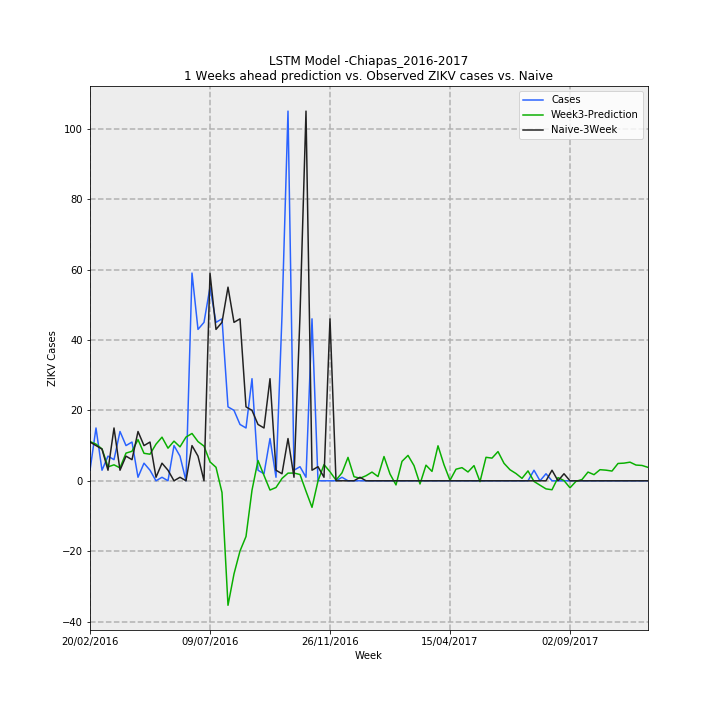 LSTM Model -Chiapas_2016-2017
1 Weeks ahead prediction vs. Observed ZIKV cases vs. Naive
Cases
Week3-Prediction
Naive-3Week
100
80
60
40
20
0
−20
−40
ZIKV Cases
20/02/2016
09/07/2016
26/11/2016
15/04/2017
02/09/2017
Week